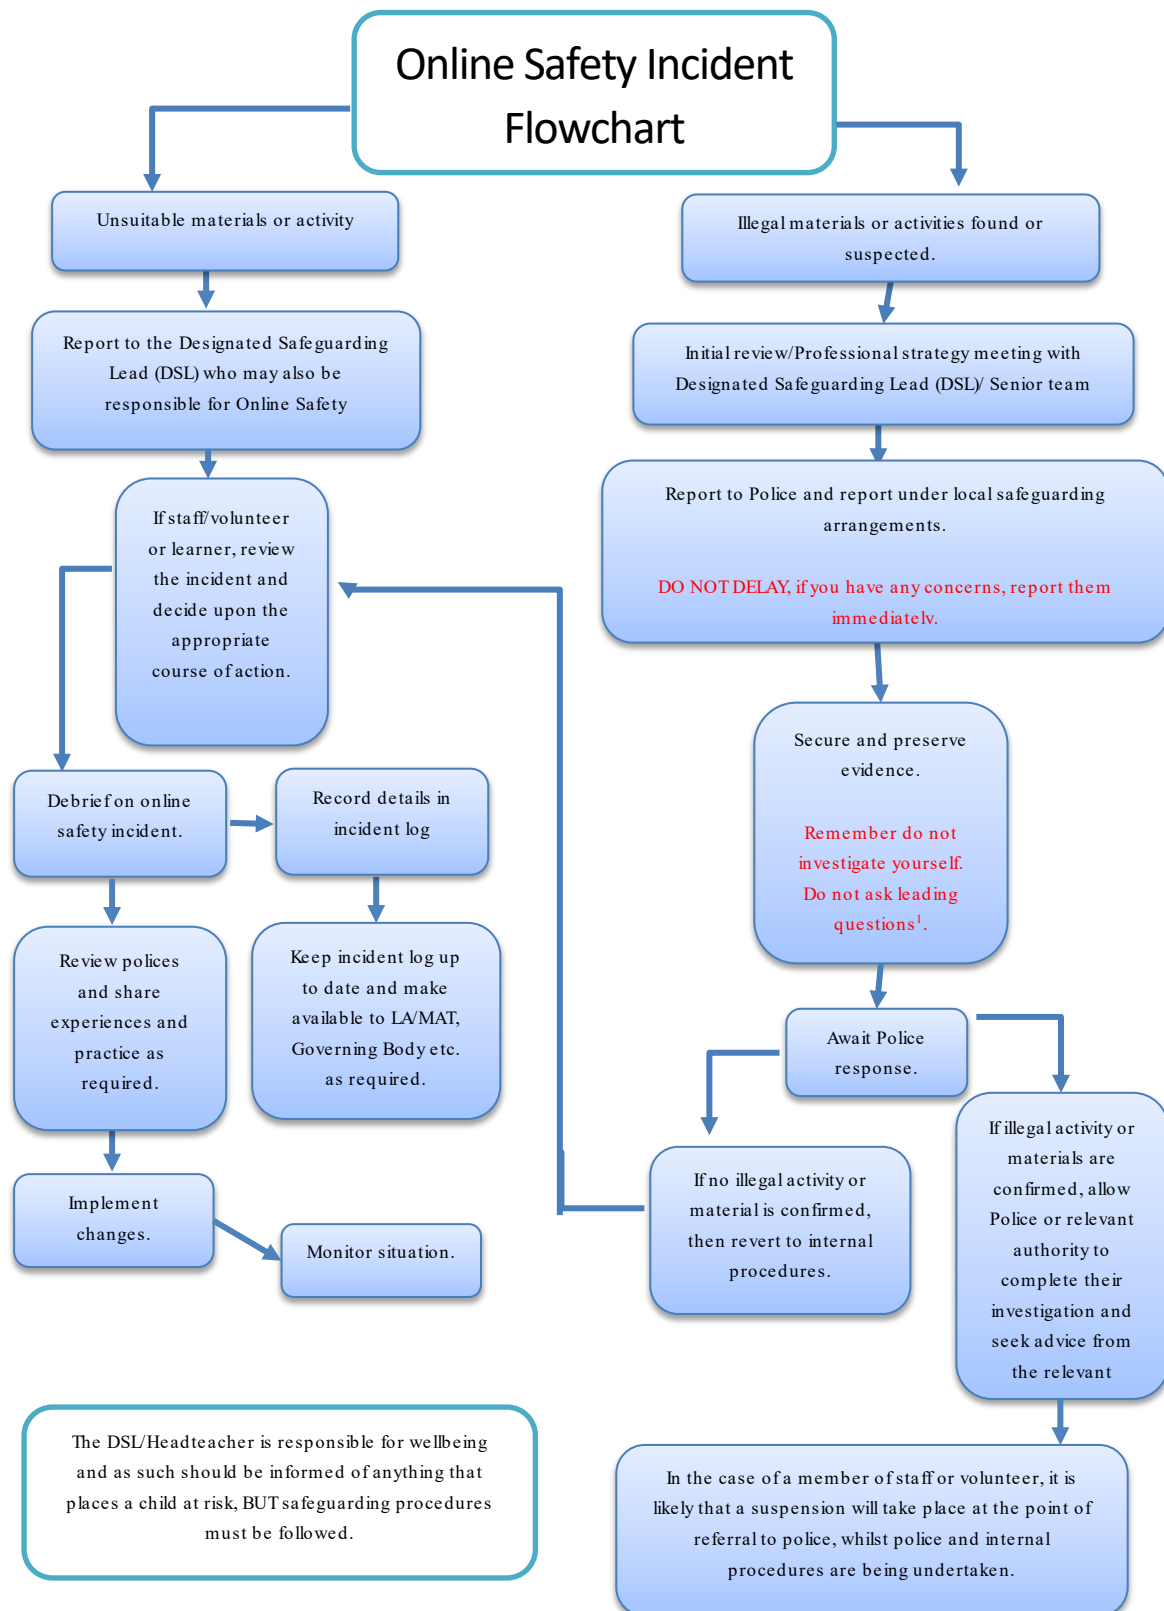 Online Safety Incident
Flowchart
Unsuitable materials or activity
Report to the Designated Safeguarding
Lead (DSL) who may also be
responsible for Online Safety
If staff/volunteer
or learner, review
the incident and
decide upon the
appropriate
course of action.
Debrief on online
safety incident.
Record details in
incident log
Review polices
and share
experiences and
practice as
required.
Keep incident log up
to date and make
available to LA/MAT,
Governing Body etc.
as required.
Implement
changes.
Monitor situation.
Illegal materials or activities found or
suspected.
Initial review/Professional strategy meeting with
Designated Safeguarding Lead (DSL)/ Senior team
Report to Police and report under local safeguarding
arrangements.
DO NOT DELAY, if you have any concerns, report them
immediately.
Secure and preserve
evidence.
Remember do not
investigate yourself.
Do not ask leading
questions¹.
Await Police
response.
If no illegal activity or
material is confirmed,
then revert to internal
procedures.
If illegal activity or
materials are
confirmed, allow
Police or relevant
authority to
complete their
investigation and
seek advice from
the relevant
In the case of a member of staff or volunteer, it is
likely that a suspension will take place at the point of
referral to police, whilst police and internal
procedures are being undertaken.
The DSL/Headteacher is responsible for wellbeing
and as such should be informed of anything that
places a child at risk, BUT safeguarding procedures
must be followed.